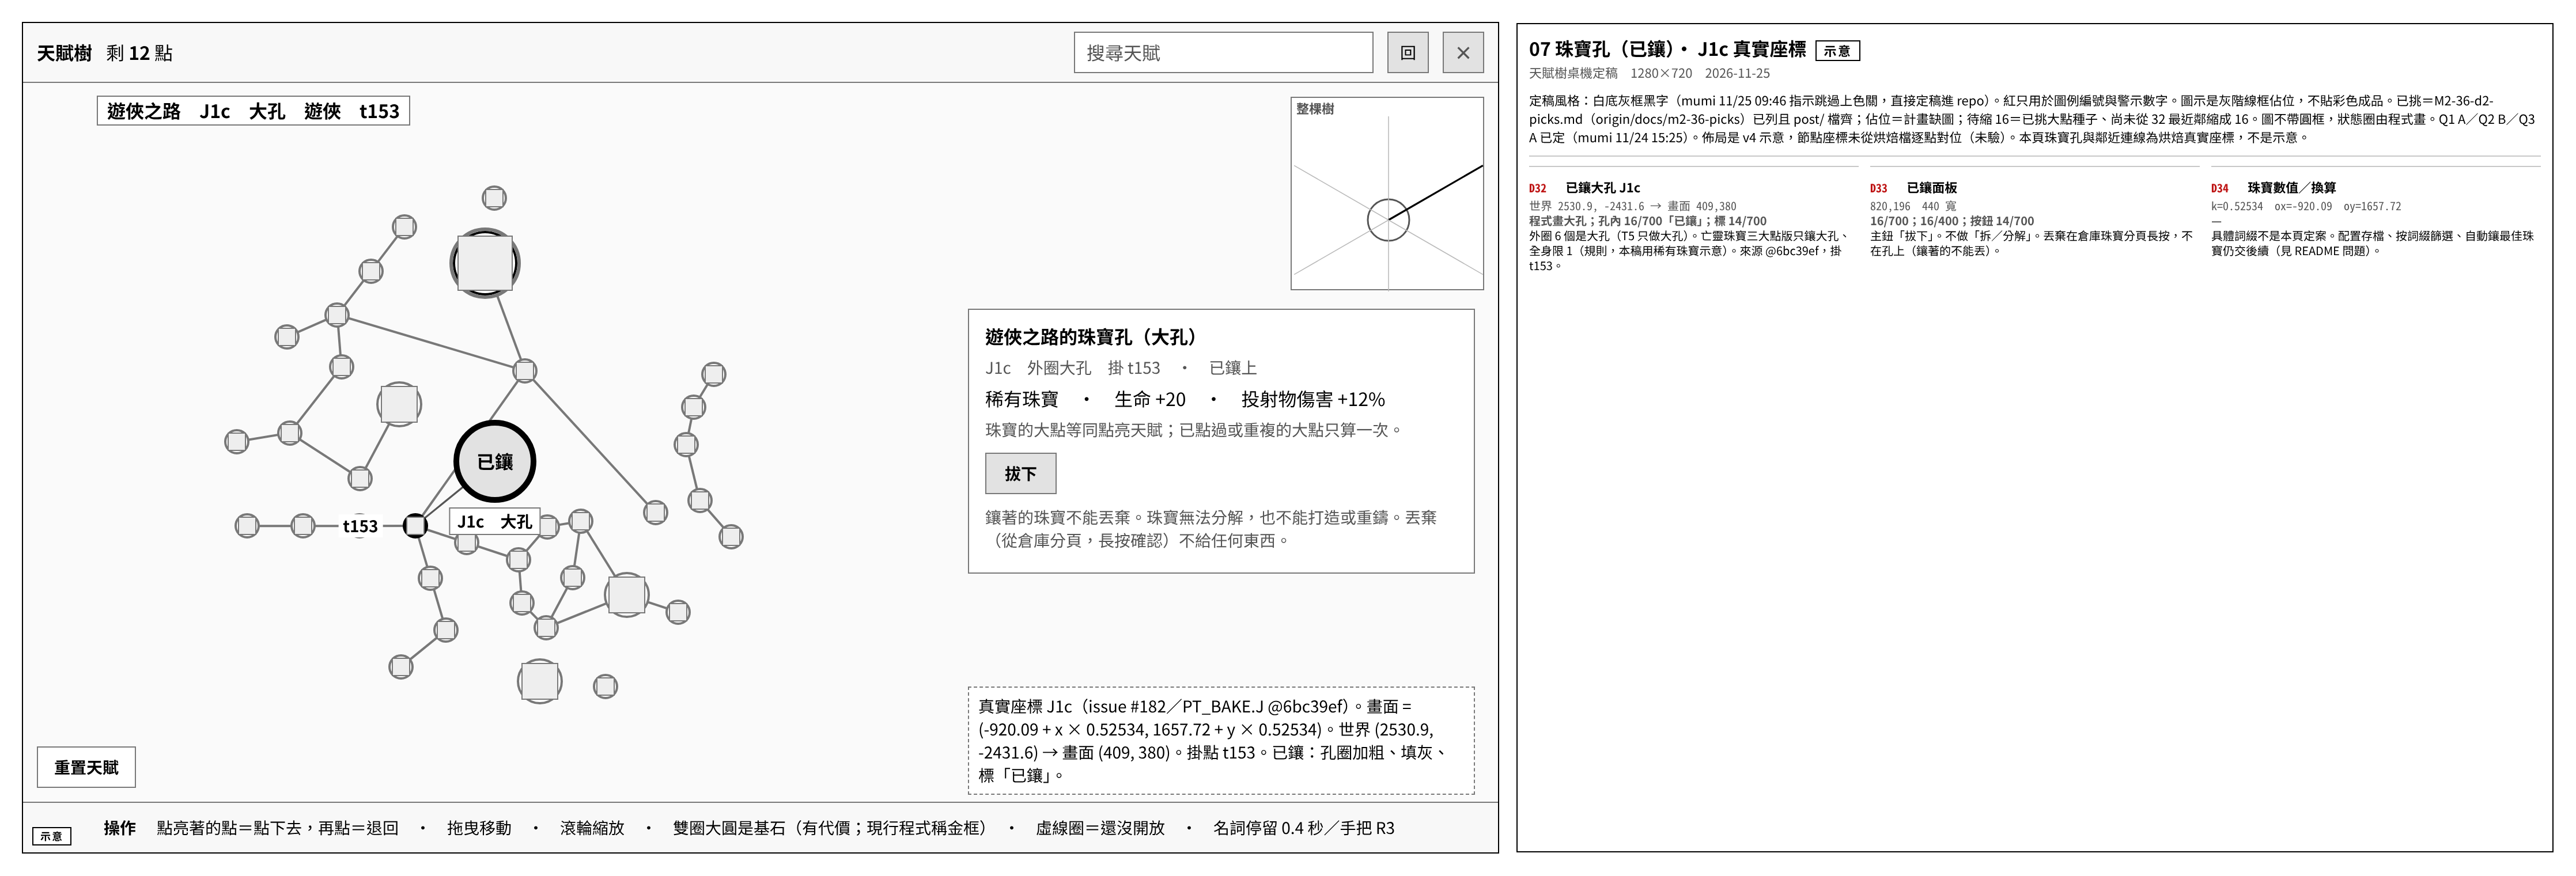 天賦樹 剩 12 點
搜尋天賦
回
×
遊俠之路 J1c 大孔 遊俠 t153
整棵樹
已鑲
t153
J1c 大孔
遊俠之路的珠寶孔（大孔）
J1c 外圈大孔 掛 t153 ・ 已鑲上
稀有珠寶 ・ 生命 +20 ・ 投射物傷害 +12%
珠寶的大點等同點亮天賦；已點過或重複的大點只算一次。
拔下
鑲著的珠寶不能丟棄。珠寶無法分解，也不能打造或重鑄。丟棄
（從倉庫分頁，長按確認）不給任何東西。
真實座標 J1c（issue #182／PT_BAKE.J @6bc39ef）。畫面 =
(-920.09 + x × 0.52534, 1657.72 + y × 0.52534)。世界 (2530.9,
-2431.6) → 畫面 (409, 380)。掛點 t153。已鑲：孔圈加粗、填灰、
標「已鑲」。
重置天賦
示意
操作 點亮著的點＝點下去，再點＝退回 ・ 拖曳移動 ・ 滾輪縮放 ・ 雙圈大圓是基石（有代價；現行程式稱金框） ・ 虛線圈＝還沒開放 ・ 名詞停留 0.4 秒／手把 R3
07 珠寶孔（已鑲）・ J1c 真實座標 示意
天賦樹桌機定稿 1280×720 2026-11-25
定稿風格：白底灰框黑字（mumi 11/25 09:46 指示跳過上色關，直接定稿進 repo）。紅只用於圖例編號與警示數字。圖示是灰階線框佔位，不貼彩色成品。已挑＝M2-36-d2-
picks.md（origin/docs/m2-36-picks）已列且 post/ 檔齊；佔位＝計畫缺圖；待縮 16＝已挑大點種子、尚未從 32 最近鄰縮成 16。圖不帶圓框，狀態圈由程式畫。Q1 A／Q2 B／Q3
A 已定（mumi 11/24 15:25）。佈局是 v4 示意，節點座標未從烘焙檔逐點對位（未驗）。本頁珠寶孔與鄰近連線為烘焙真實座標，不是示意。
D32 已鑲大孔 J1c
世界 2530.9, -2431.6 → 畫面 409,380
程式畫大孔；孔內 16/700「已鑲」；標 14/700
外圈 6 個是大孔（T5 只做大孔）。亡靈珠寶三大點版只鑲大孔、
全身限 1（規則，本稿用稀有珠寶示意）。來源 @6bc39ef，掛
t153。
D33 已鑲面板
820,196 440 寬
16/700；16/400；按鈕 14/700
主鈕「拔下」。不做「拆／分解」。丟棄在倉庫珠寶分頁長按，不
在孔上（鑲著的不能丟）。
D34 珠寶數值／換算
k=0.52534 ox=-920.09 oy=1657.72
—
具體詞綴不是本頁定案。配置存檔、按詞綴篩選、自動鑲最佳珠
寶仍交後續（見 README 問題）。